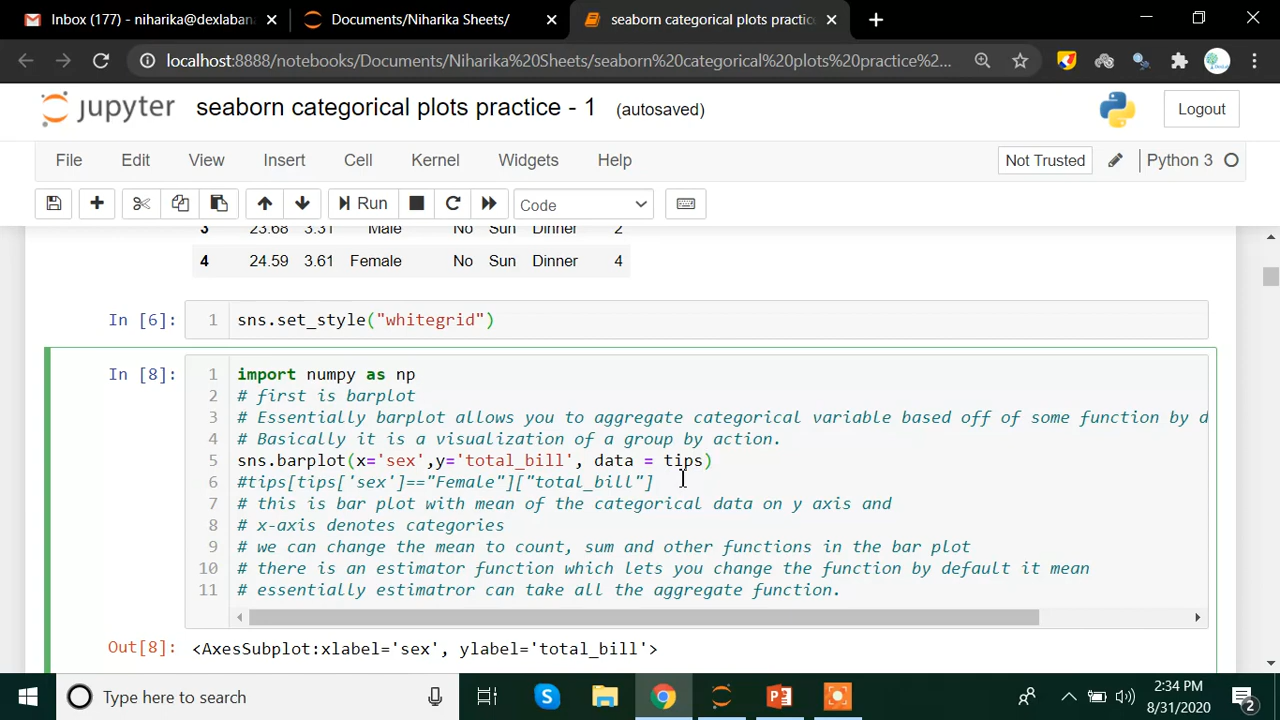 Inbox (177) - niharika@dexlabana
Documents/Niharika Sheets/
seaborn categorical plots practic
localhost:8888/notebooks/Documents/Niharika%20Sheets/seaborn%20categorical%20plots%20practice%2...
jupyter
seaborn categorical plots practice - 1
(autosaved)
Logout
File Edit View Insert Cell Kernel Widgets Help
Not Trusted
Python 3
Run
Code
3 23.68 3.31 Male No Sun Dinner 2
4 24.59 3.61 Female No Sun Dinner 4
In [6]: 1 sns.set_style("whitegrid")
In [8]: 1 import numpy as np
2 # first is barplot
3 # Essentially barplot allows you to aggregate categorical variable based off of some function by d
4 # Basically it is a visualization of a group by action.
5 sns.barplot(x='sex',y='total_bill', data = tips)
6 #tips[tips['sex']=="Female"]["total_bill"]
7 # this is bar plot with mean of the categorical data on y axis and
8 # x-axis denotes categories
9 # we can change the mean to count, sum and other functions in the bar plot
10 # there is an estimator function which lets you change the function by default it mean
11 # essentially estimatror can take all the aggregate function.
Out[8]: <AxesSubplot:xlabel='sex', ylabel='total_bill'>
Type here to search
2:34 PM
8/31/2020
2